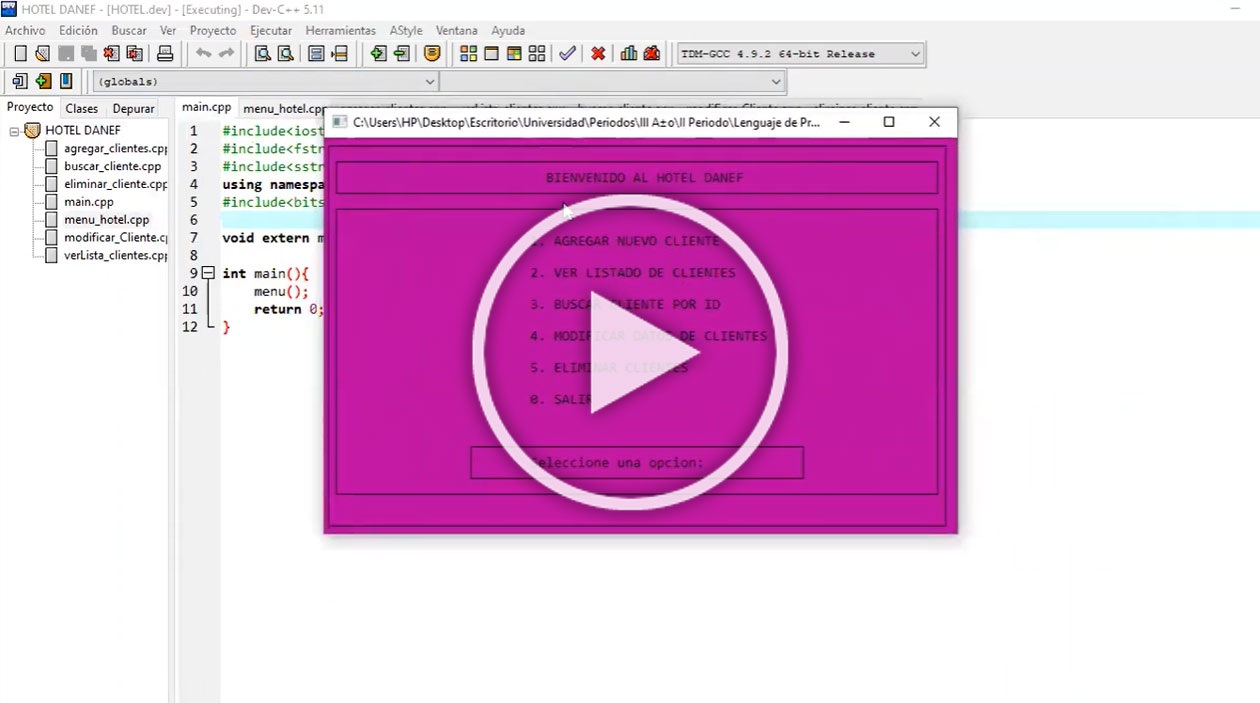 HOTEL DANEF - [HOTEL.dev] - [Executing] - Dev-C++ 5.11
Archivo Edición Buscar Ver Proyecto Ejecutar Herramientas AStyle Ventana Ayuda
TDM-GCC 4.9.2 64-bit Release
(globals)
Proyecto Clases Depurar
main.cpp menu_hotel.cpp
HOTEL DANEF
agregar_clientes.cpp
buscar_cliente.cpp
eliminar_cliente.cpp
main.cpp
menu_hotel.cpp
modificar_Cliente.cp
verLista_clientes.cpp
1 #include<iost
2 #include<fstr
3 #include<sstr
4 using namespa
5 #include<bits
6
7 void extern m
8
9 int main(){
10 menu();
11 return 0;
12 }
C:\Users\HP\Desktop\Escritorio\Universidad\Periodos\III A±o\II Periodo\Lenguaje de Pr...
BIENVENIDO AL HOTEL DANEF
1. AGREGAR NUEVO CLIENTE
2. VER LISTADO DE CLIENTES
3. BUSCAR CLIENTE POR ID
4. MODIFICAR DATOS DE CLIENTES
5. ELIMINAR CLIENTES
0. SALIR
Seleccione una opcion: